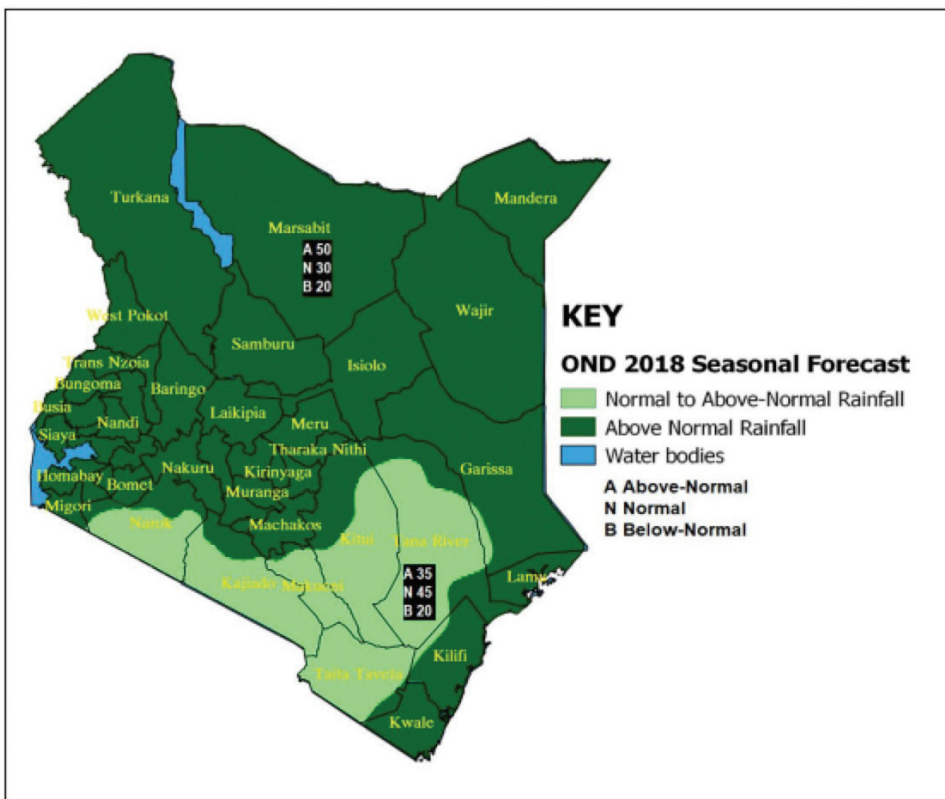 Turkana
Mandera
Marsabit
A 50
N 30
B 20
Wajir
West Pokot
Samburu
Isiolo
Trans Nzoia
Bungoma
Baringo
Busia
Laikipia
Nandi
Meru
Siaya
Tharaka Nithi
Garissa
Nakuru
Kirinyaga
Homabay
Bomet
Muranga
Migori
Narok
Machakos
Kitui
Tana River
Kajiado
Makueni
A 35
N 45
B 20
Lamu
Kilifi
Taita Taveta
Kwale
KEY
OND 2018 Seasonal Forecast
Normal to Above-Normal Rainfall
Above Normal Rainfall
Water bodies
A Above-Normal
N Normal
B Below-Normal